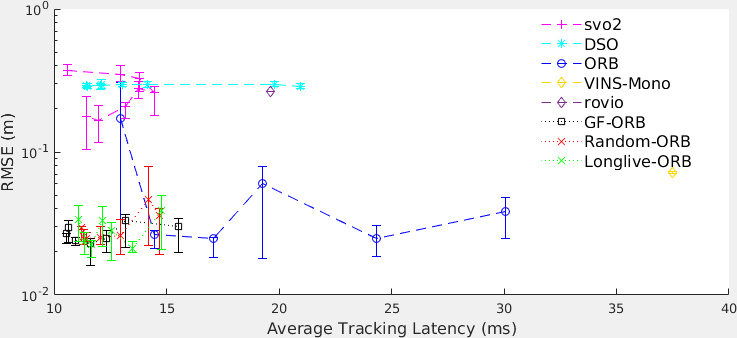 10^0
svo2
DSO
ORB
VINS-Mono
rovio
GF-ORB
Random-ORB
Longlive-ORB
10^-1
10^-2
RMSE (m)
10 15 20 25 30 35 40
Average Tracking Latency (ms)